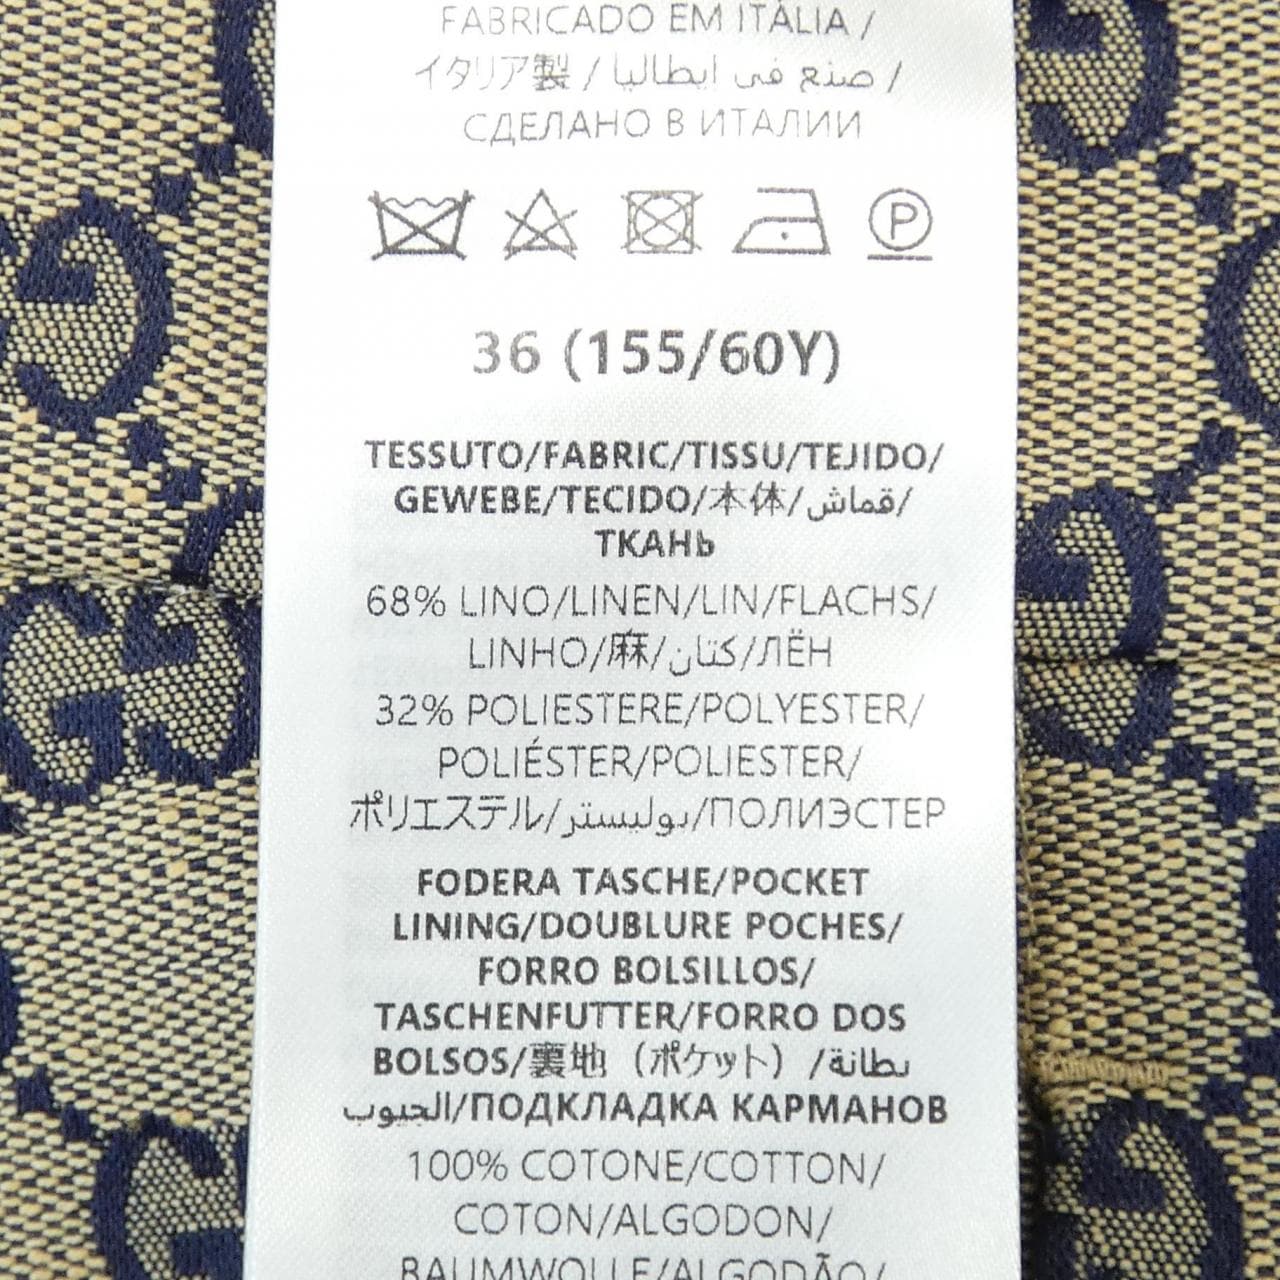 FABRICADO EM ITÀLIA /
イタリア製 / صنع في ايطاليا /
СДЕЛАНО В ИТАЛИИ
P
36 (155/60Y)
TESSUTO/FABRIC/TISSU/TEJIDO/
GEWEBE/TECIDO/本体/قماش/
ТКАНЬ
68% LINO/LINEN/LIN/FLACHS/
LINHO/麻/كتان/ЛЁН
32% POLIESTERE/POLYESTER/
POLIÉSTER/POLIESTER/
ポリエステル/بوليستر/ПОЛИЭСТЕР
FODERA TASCHE/POCKET
LINING/DOUBLURE POCHES/
FORRO BOLSILLOS/
TASCHENFUTTER/FORRO DOS
BOLSOS/裏地（ポケット）/بطانة
الجيوب/ПОДКЛАДКА КАРМАНОВ
100% COTONE/COTTON/
COTON/ALGODON/
BAUMWOLLE/ALGODÃO/